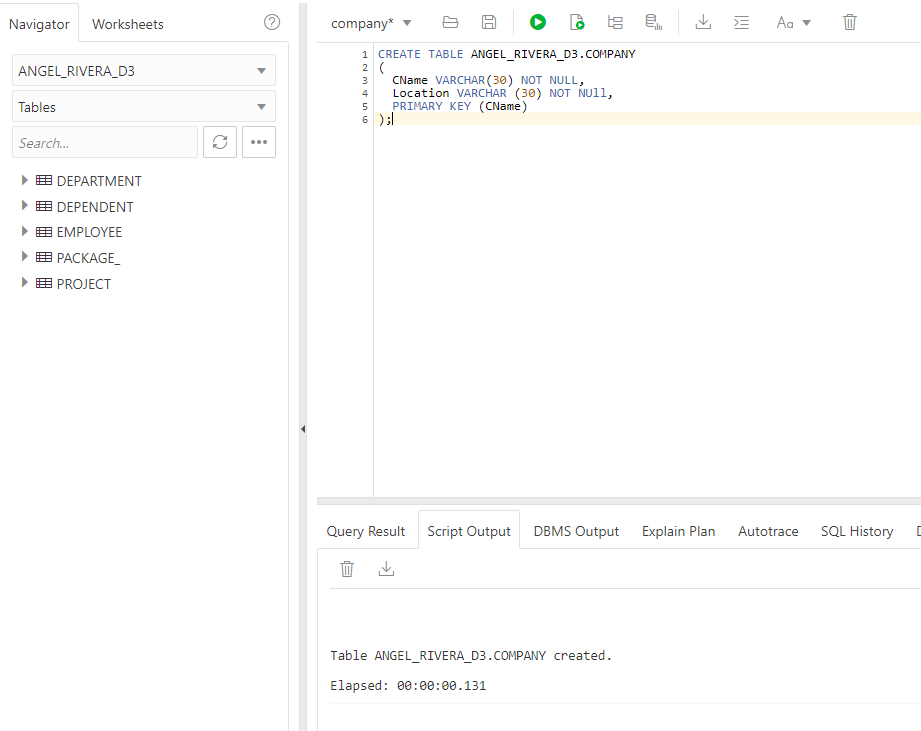 Navigator Worksheets
ANGEL_RIVERA_D3
Tables
Search...
DEPARTMENT
DEPENDENT
EMPLOYEE
PACKAGE_
PROJECT
company* Aa
1 CREATE TABLE ANGEL_RIVERA_D3.COMPANY
2 (
3 CName VARCHAR(30) NOT NULL,
4 Location VARCHAR (30) NOT NUll,
5 PRIMARY KEY (CName)
6 );
Query Result Script Output DBMS Output Explain Plan Autotrace SQL History
Table ANGEL_RIVERA_D3.COMPANY created.
Elapsed: 00:00:00.131